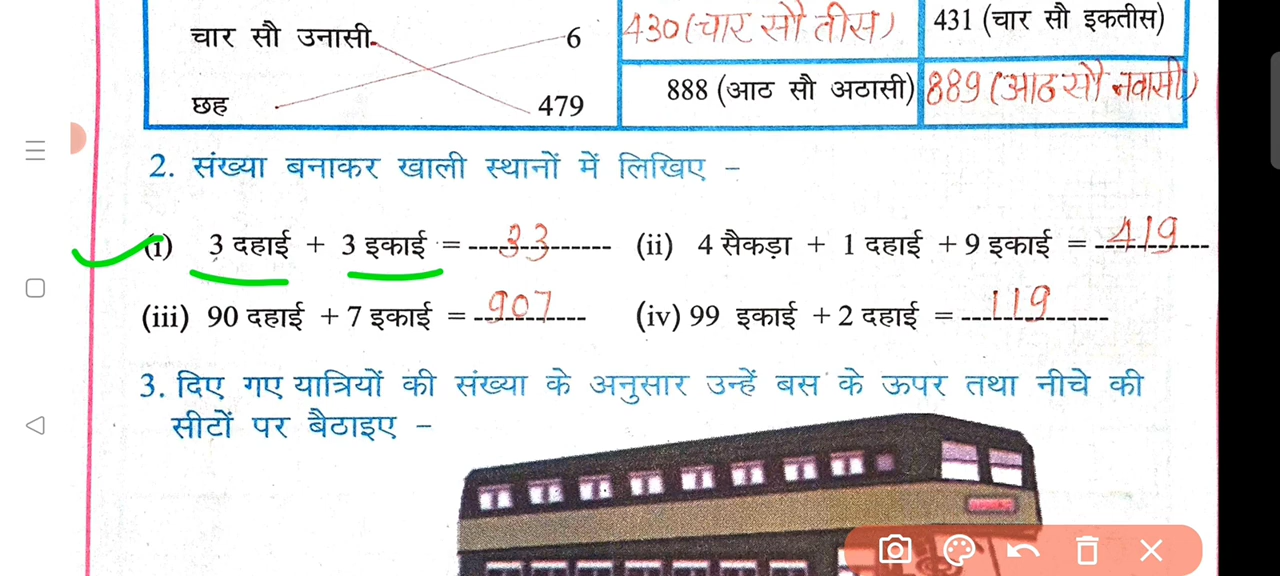 चार सौ उनासी 6 430 (चार सौ तीस) 431 (चार सौ इकतीस)
छह 479 888 (आठ सौ अठासी) 889 (आठ सौ नवासी)
2. संख्या बनाकर खाली स्थानों में लिखिए –
(i) 3 दहाई + 3 इकाई = 33 (ii) 4 सैकड़ा + 1 दहाई + 9 इकाई = 419
(iii) 90 दहाई + 7 इकाई = 907 (iv) 99 इकाई + 2 दहाई = 119
3. दिए गए यात्रियों की संख्या के अनुसार उन्हें बस के ऊपर तथा नीचे की
सीटों पर बैठाइए –